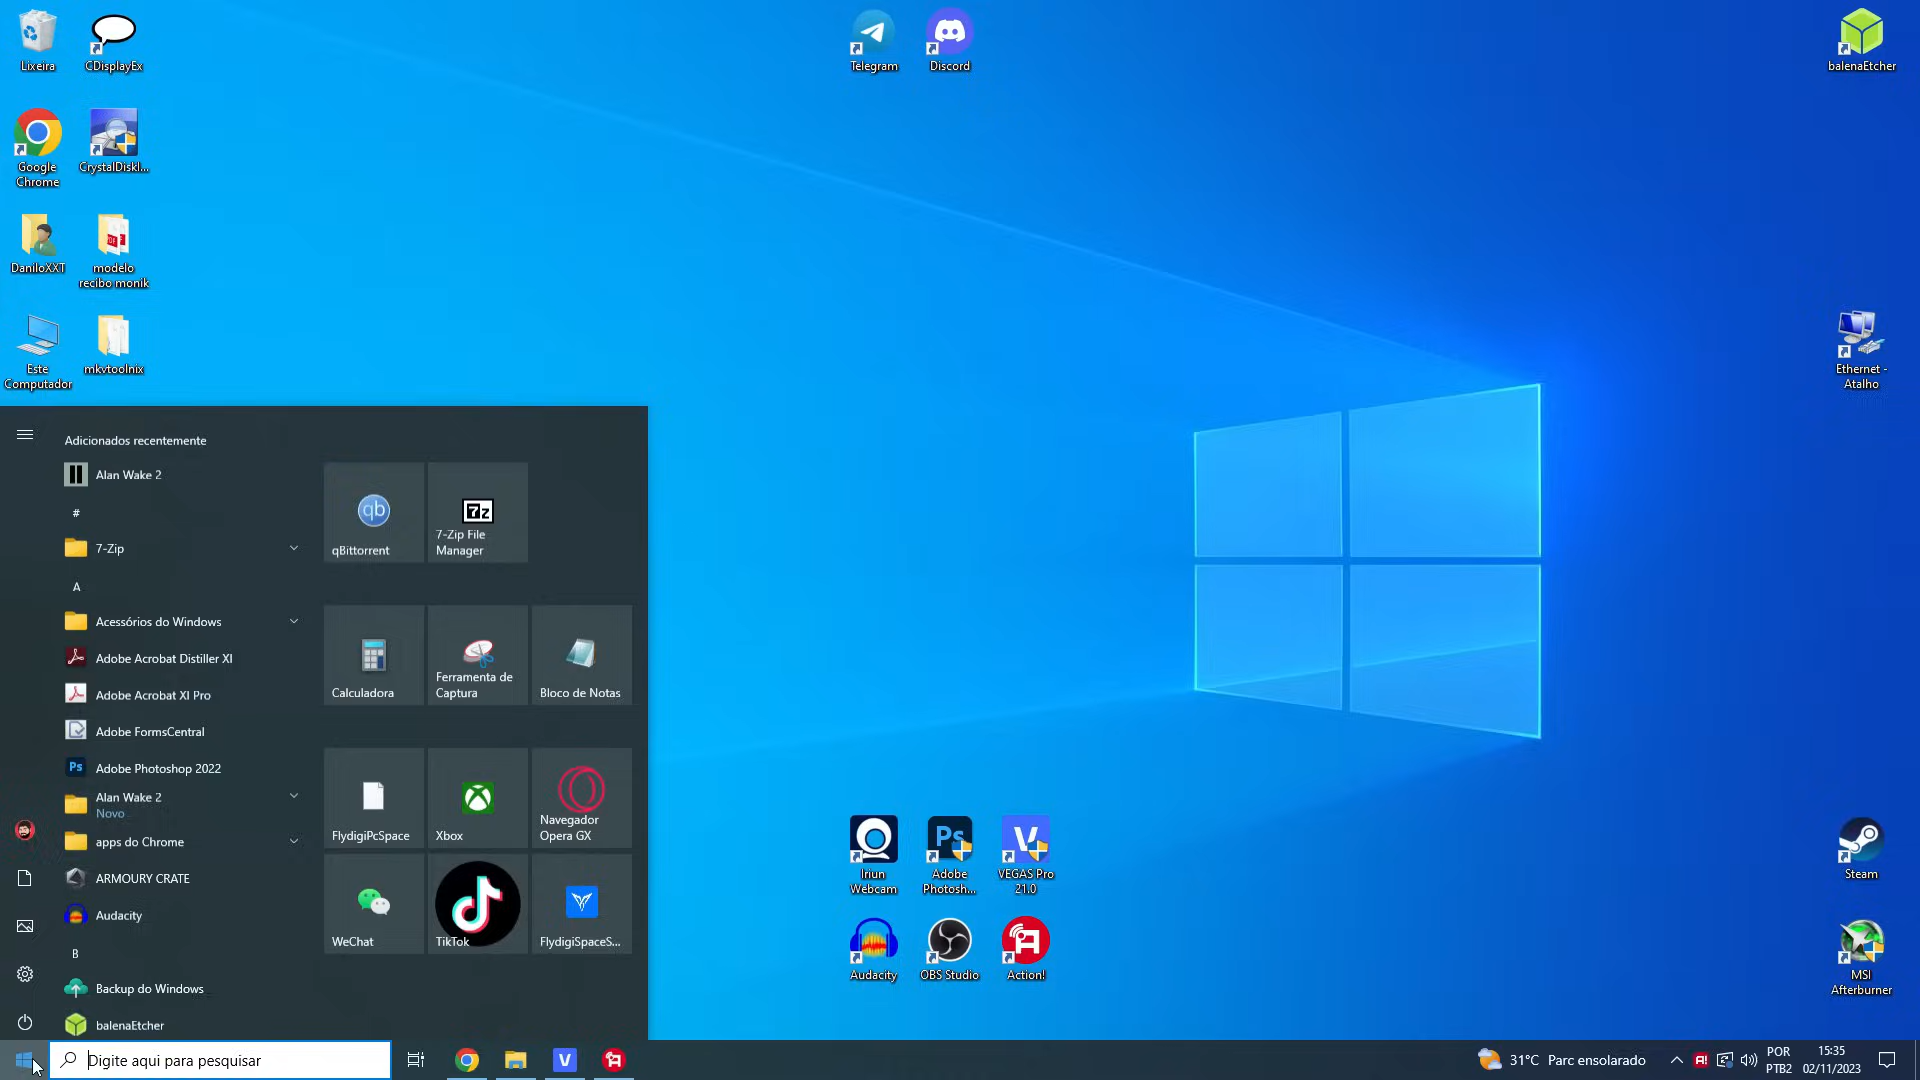 Lixeira
CDisplayEx
Telegram
Discord
balenaEtcher
Google
Chrome
CrystalDiskI...
DaniloXXT
modelo
recibo monik
Este
Computador
mkvtoolnix
Ethernet -
Atalho
Adicionados recentemente
Alan Wake 2
#
7-Zip
A
Acessórios do Windows
Adobe Acrobat Distiller XI
Adobe Acrobat XI Pro
Adobe FormsCentral
Ps
Adobe Photoshop 2022
Alan Wake 2
Novo
apps do Chrome
ARMOURY CRATE
Audacity
B
Backup do Windows
balenaEtcher
qb
qBittorrent
7z
7-Zip File
Manager
Calculadora
Ferramenta de
Captura
Bloco de Notas
FlydigiPcSpace
Xbox
Navegador
Opera GX
WeChat
TikTok
FlydigiSpaceS...
Iriun
Webcam
Ps
Adobe
Photosh...
V
VEGAS Pro
21.0
Audacity
OBS Studio
Action!
Steam
MSI
Afterburner
Digite aqui para pesquisar
V
31°C Parc ensolarado
POR
PTB2
15:35
02/11/2023